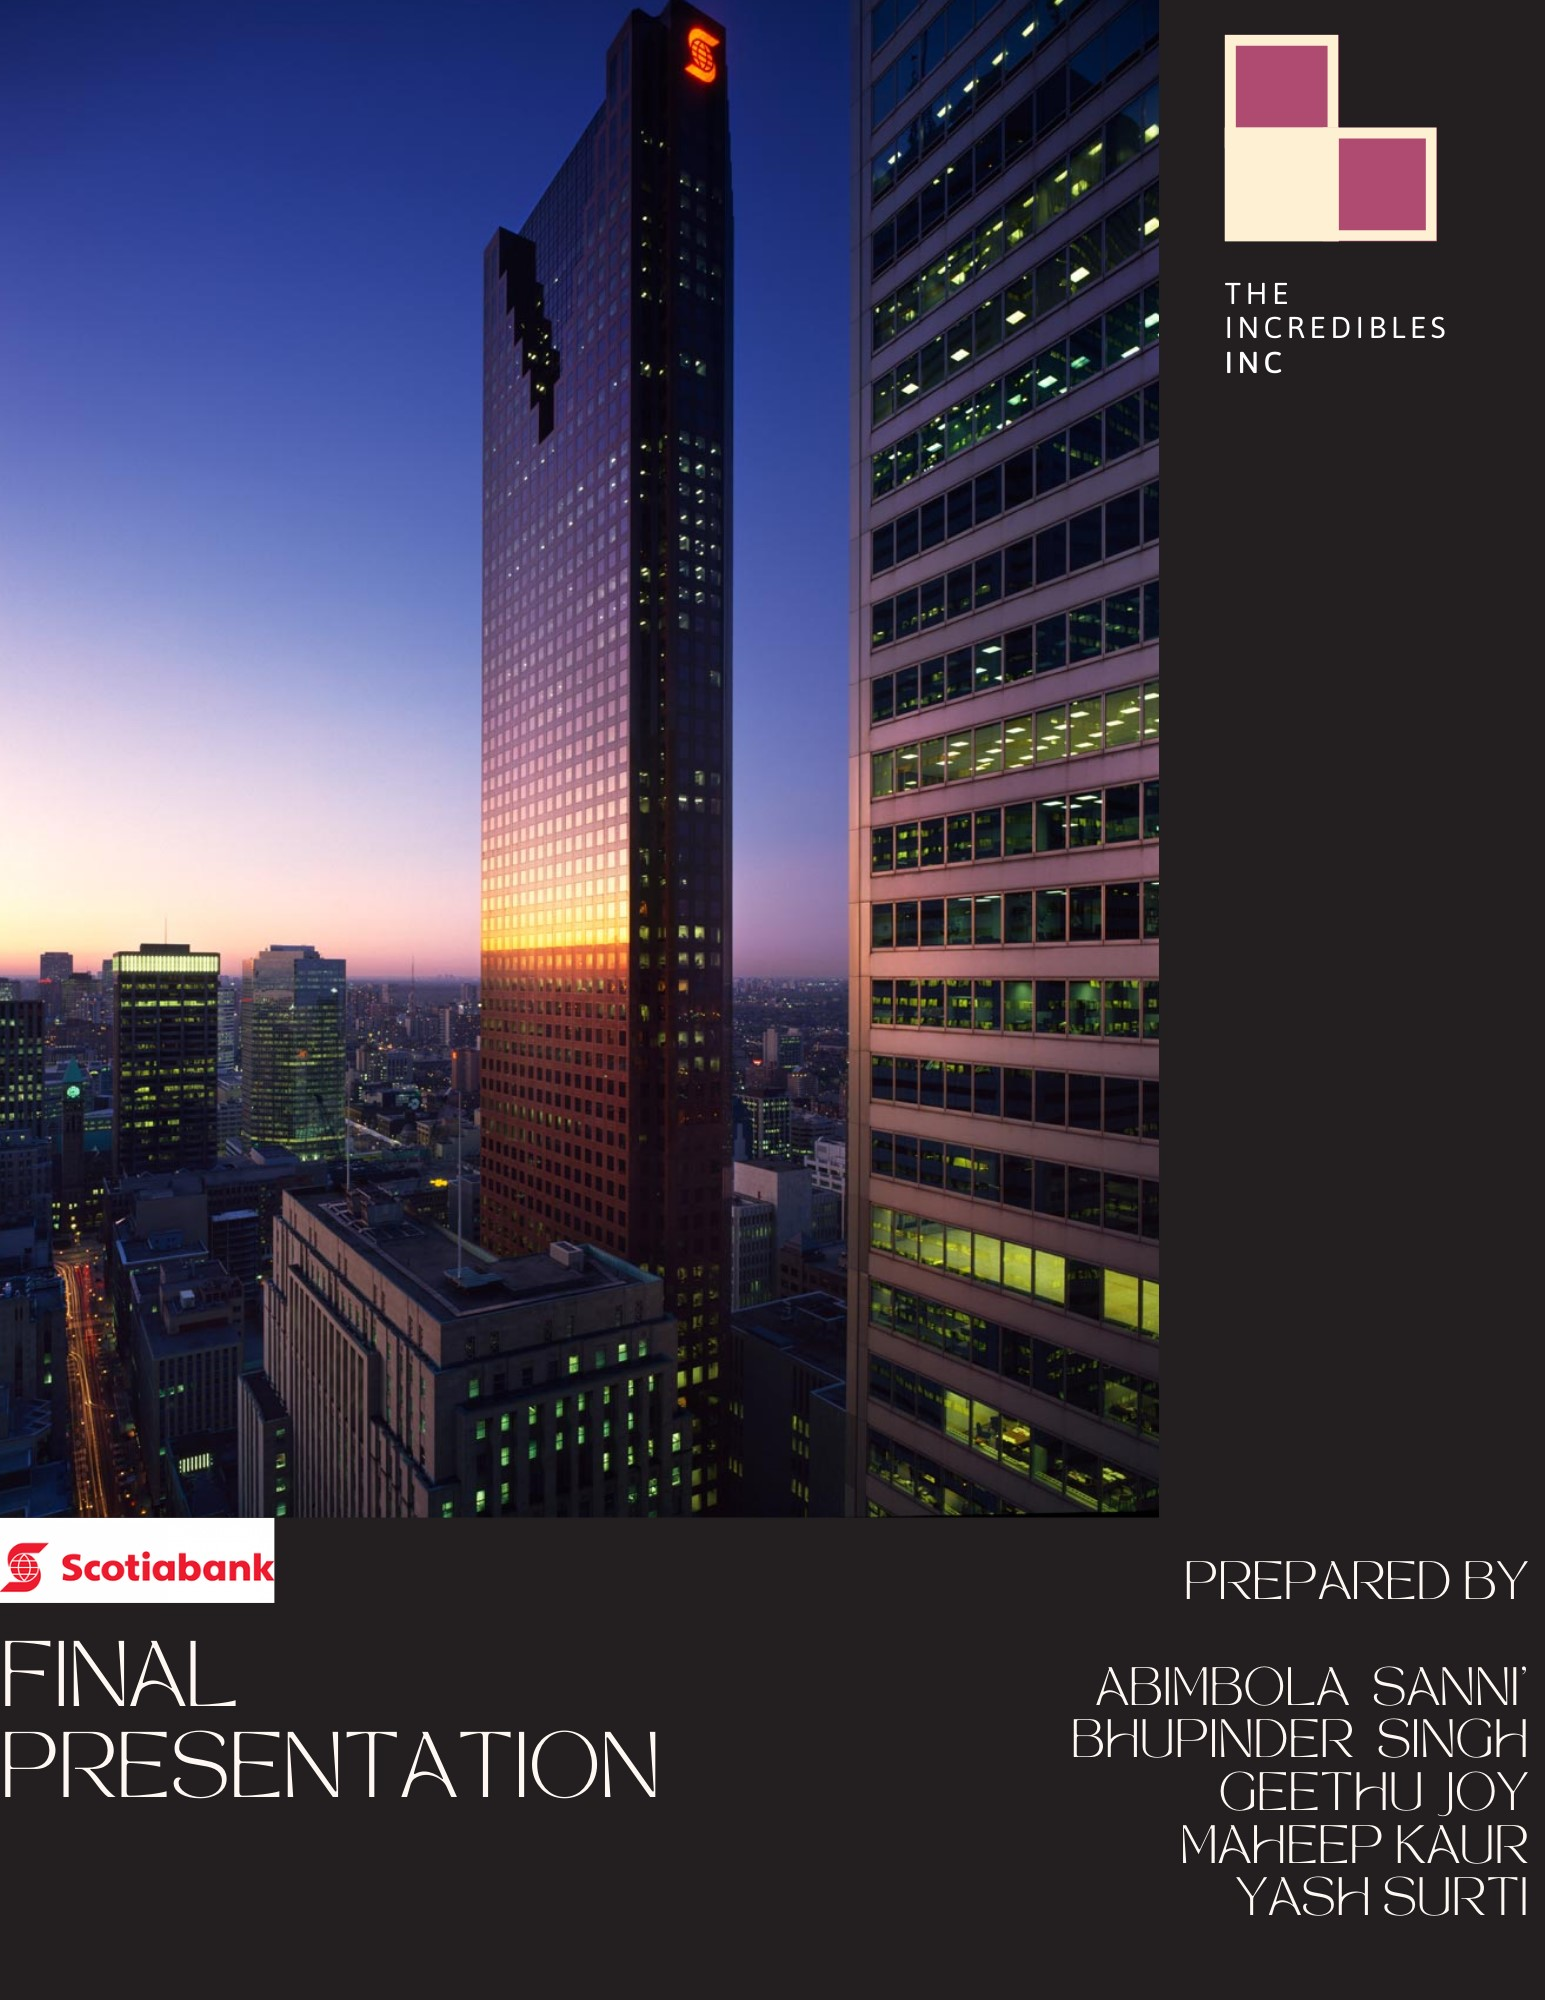 THE
INCREDIBLES
INC
Scotiabank
FINAL
PRESENTATION
PREPARED BY
ABIMBOLA SANNI'
BHUPINDER SINGH
GEETHU JOY
MAHEEP KAUR
YASH SURTI